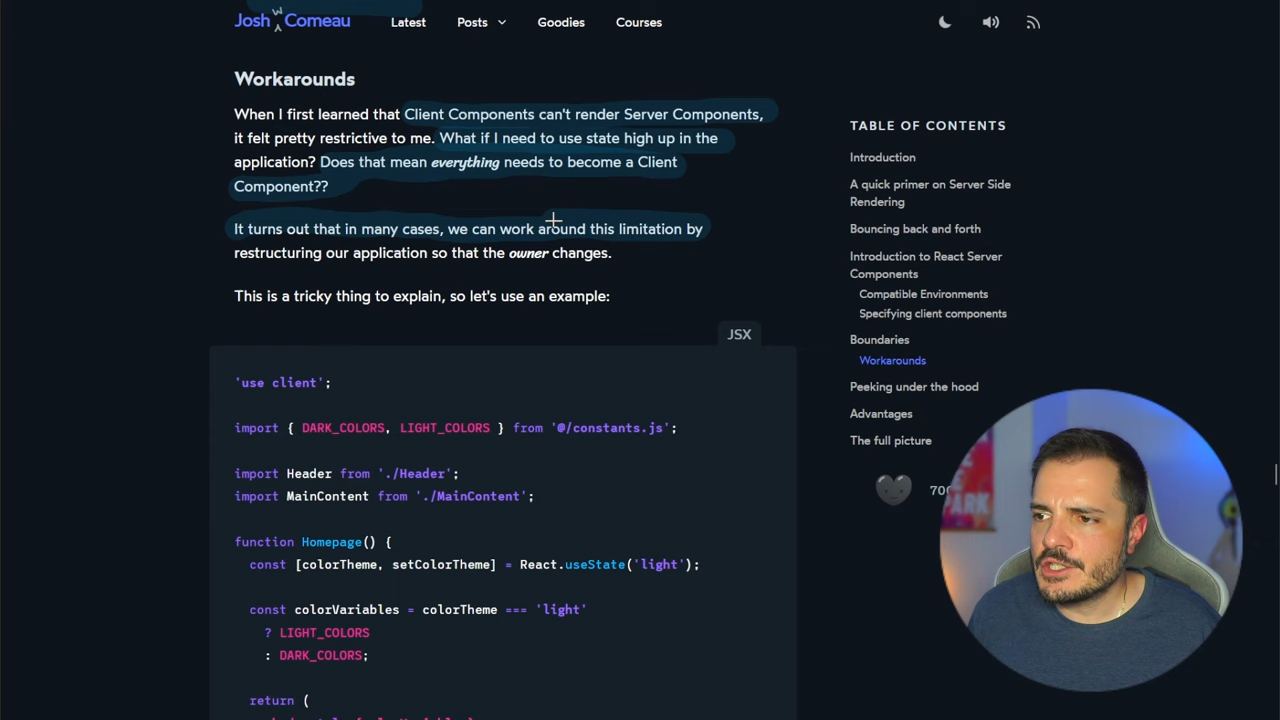 Josh W Comeau
Latest
Posts
Goodies
Courses
Workarounds
When I first learned that Client Components can't render Server Components,
it felt pretty restrictive to me. What if I need to use state high up in the
application? Does that mean everything needs to become a Client
Component??
It turns out that in many cases, we can work around this limitation by
restructuring our application so that the owner changes.
This is a tricky thing to explain, so let's use an example:
JSX
'use client';
import { DARK_COLORS, LIGHT_COLORS } from '@/constants.js';
import Header from './Header';
import MainContent from './MainContent';
function Homepage() {
const [colorTheme, setColorTheme] = React.useState('light');
const colorVariables = colorTheme === 'light'
? LIGHT_COLORS
: DARK_COLORS;
return (
TABLE OF CONTENTS
Introduction
A quick primer on Server Side
Rendering
Bouncing back and forth
Introduction to React Server
Components
Compatible Environments
Specifying client components
Boundaries
Workarounds
Peeking under the hood
Advantages
The full picture